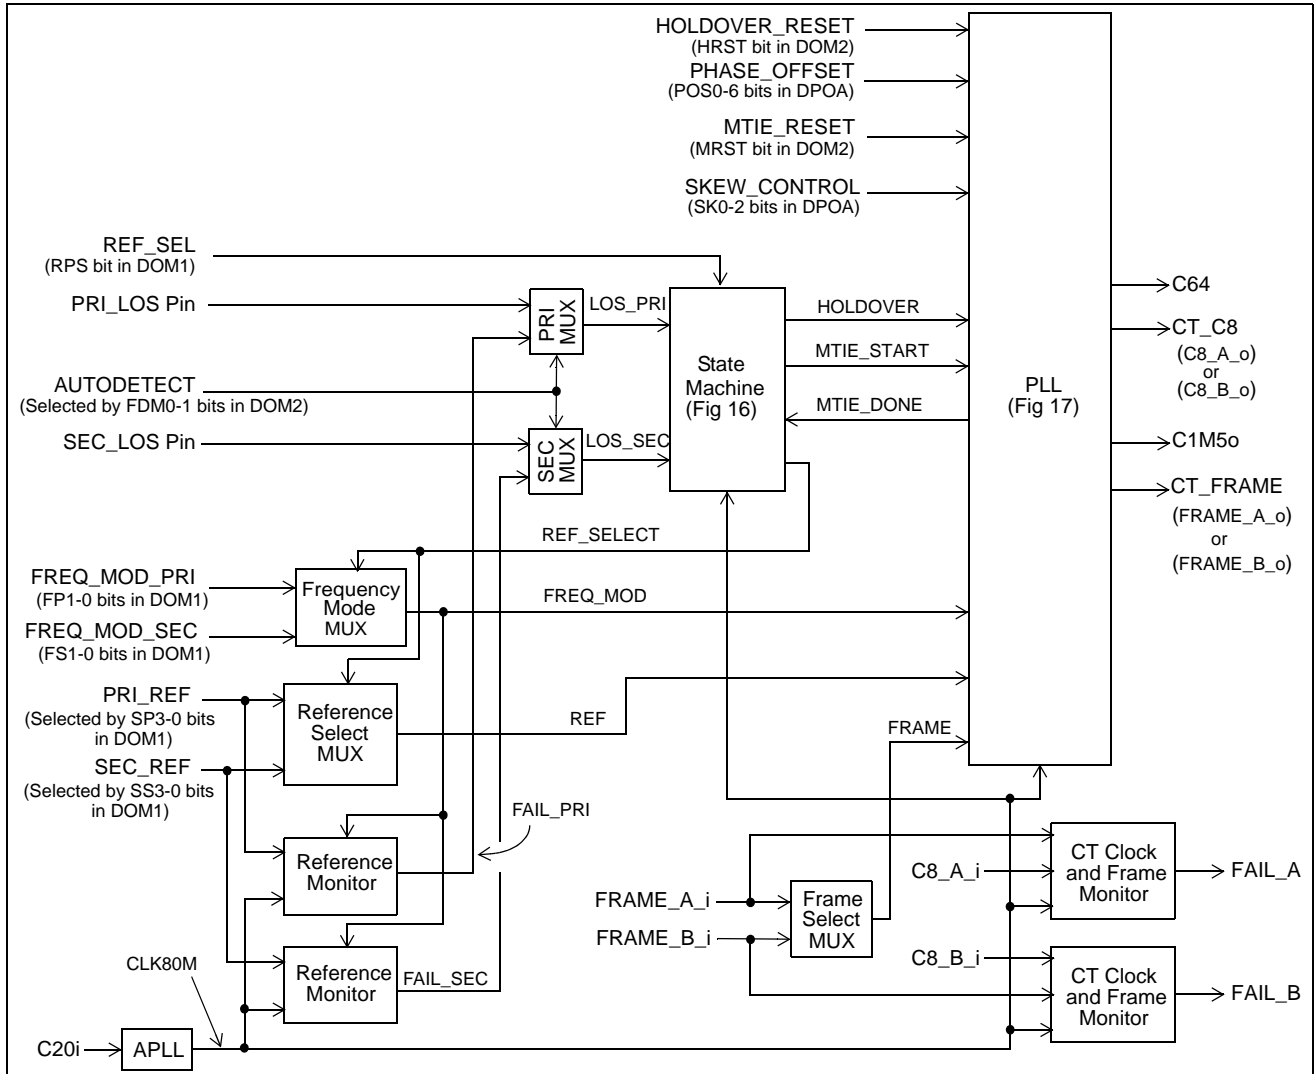 HOLDOVER_RESET
(HRST bit in DOM2)
PHASE_OFFSET
(POS0-6 bits in DPOA)
MTIE_RESET
(MRST bit in DOM2)
SKEW_CONTROL
(SK0-2 bits in DPOA)
REF_SEL
(RPS bit in DOM1)
PRI_LOS Pin
PRI
MUX
LOS_PRI
AUTODETECT
(Selected by FDM0-1 bits in DOM2)
SEC_LOS Pin
SEC
MUX
LOS_SEC
State
Machine
(Fig 16)
HOLDOVER
MTIE_START
MTIE_DONE
PLL
(Fig 17)
C64
CT_C8
(C8_A_o)
or
(C8_B_o)
C1M5o
CT_FRAME
(FRAME_A_o)
or
(FRAME_B_o)
REF_SELECT
FREQ_MOD_PRI
(FP1-0 bits in DOM1)
FREQ_MOD_SEC
(FS1-0 bits in DOM1)
Frequency
Mode
MUX
FREQ_MOD
PRI_REF
(Selected by SP3-0 bits
in DOM1)
SEC_REF
(Selected by SS3-0 bits
in DOM1)
Reference
Select
MUX
REF
FRAME
FAIL_PRI
Reference
Monitor
Reference
Monitor
FAIL_SEC
CLK80M
C20i
APLL
FRAME_A_i
FRAME_B_i
Frame
Select
MUX
C8_A_i
CT Clock
and Frame
Monitor
FAIL_A
C8_B_i
CT Clock
and Frame
Monitor
FAIL_B